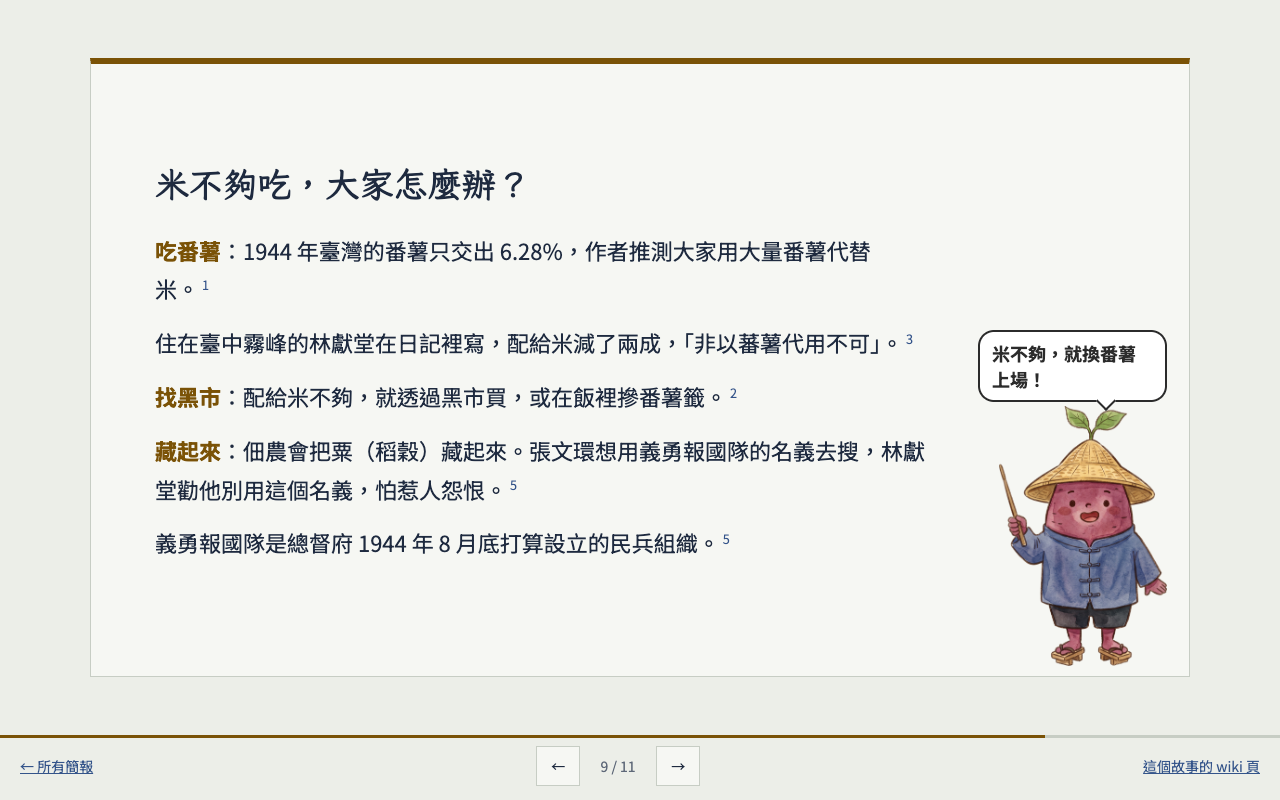 米不夠吃，大家怎麼辦？
吃番薯：1944 年臺灣的番薯只交出 6.28%，作者推測大家用大量番薯代替
米。 1
住在臺中霧峰的林獻堂在日記裡寫，配給米減了兩成，「非以蕃薯代用不可」。 3
找黑市：配給米不夠，就透過黑市買，或在飯裡摻番薯籤。 2
藏起來：佃農會把粟（稻穀）藏起來。張文環想用義勇報國隊的名義去搜，林獻
堂勸他別用這個名義，怕惹人怨恨。 5
義勇報國隊是總督府 1944 年 8 月底打算設立的民兵組織。 5
米不夠，就換番薯
上場！
← 所有簡報
← 9 / 11 →
這個故事的 wiki 頁